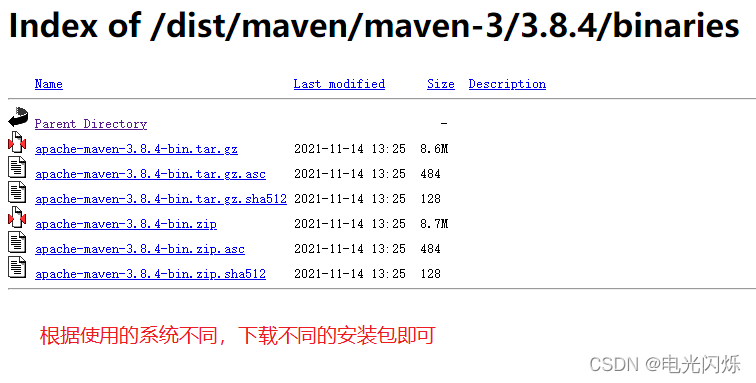 Index of /dist/maven/maven-3/3.8.4/binaries
Name Last modified Size Description
Parent Directory -
apache-maven-3.8.4-bin.tar.gz 2021-11-14 13:25 8.6M
apache-maven-3.8.4-bin.tar.gz.asc 2021-11-14 13:25 484
apache-maven-3.8.4-bin.tar.gz.sha512 2021-11-14 13:25 128
apache-maven-3.8.4-bin.zip 2021-11-14 13:25 8.7M
apache-maven-3.8.4-bin.zip.asc 2021-11-14 13:25 484
apache-maven-3.8.4-bin.zip.sha512 2021-11-14 13:25 128
根据使用的系统不同，下载不同的安装包即可
CSDN @电光闪烁